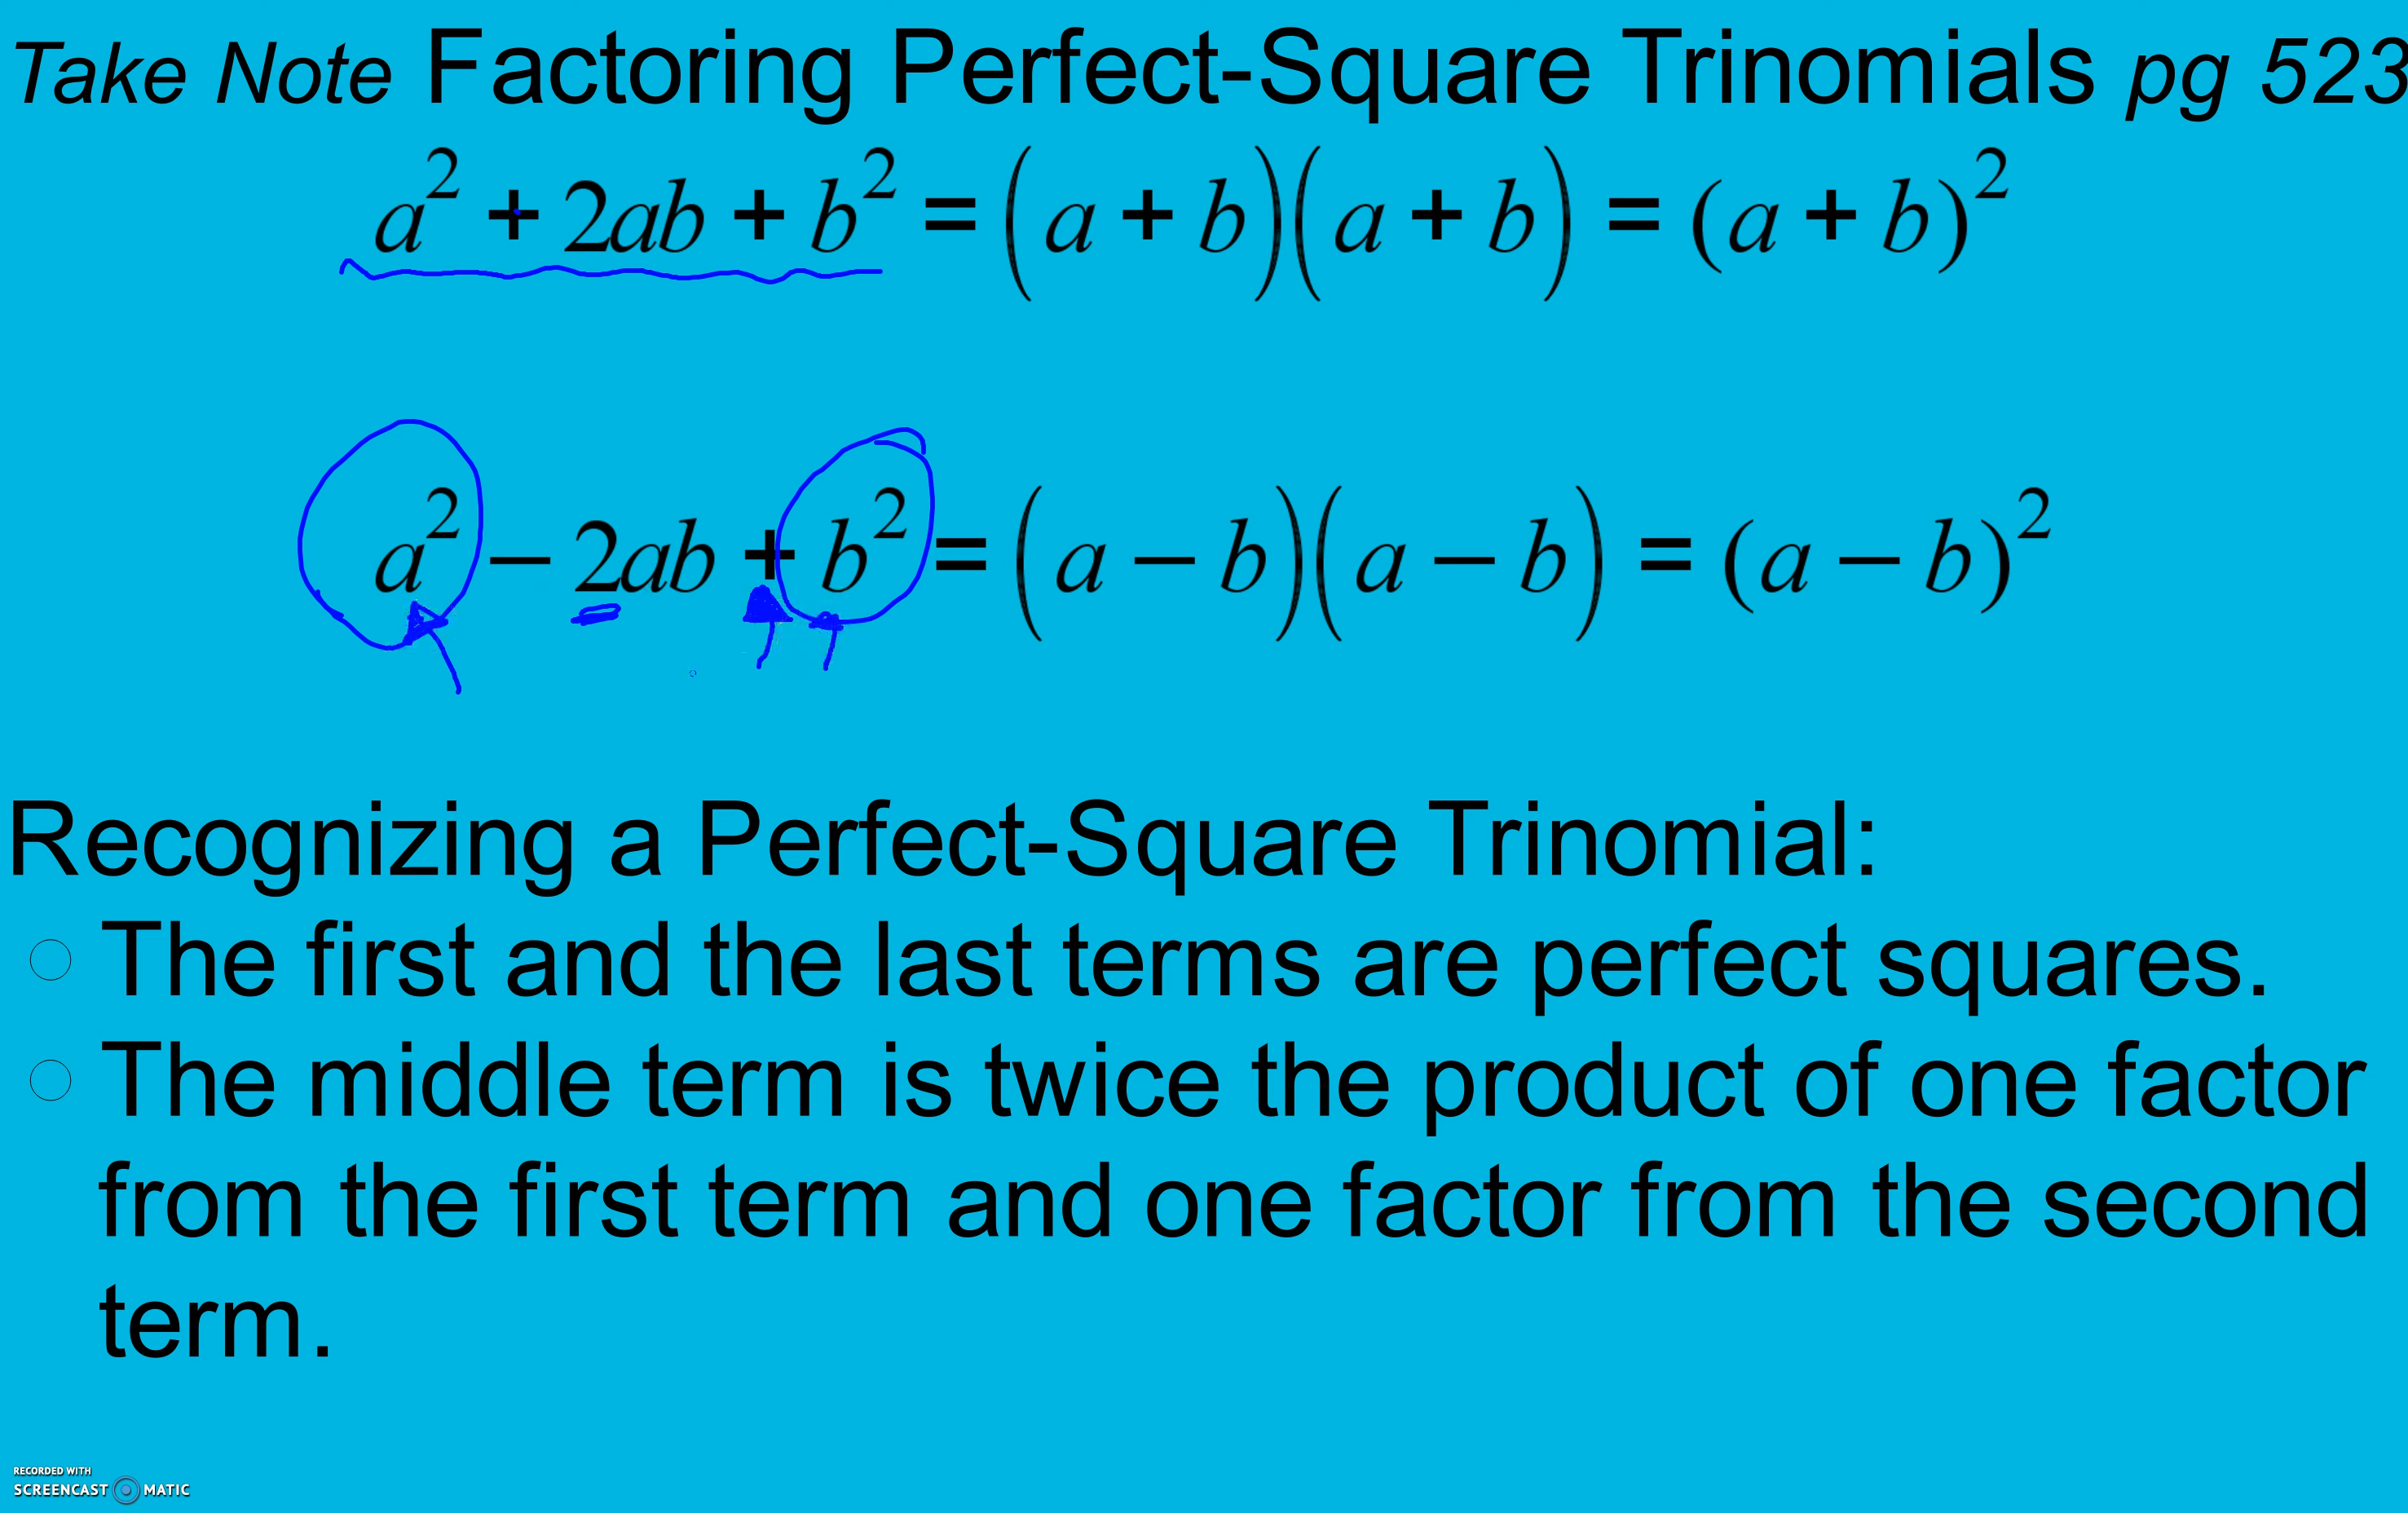 Take Note Factoring Perfect-Square Trinomials pg 523
a² + 2ab + b² = (a + b)(a + b) = (a + b)²
a² − 2ab + b² = (a − b)(a − b) = (a − b)²
Recognizing a Perfect-Square Trinomial:
The first and the last terms are perfect squares.
The middle term is twice the product of one factor
from the first term and one factor from the second
term.
RECORDED WITH
SCREENCAST MATIC